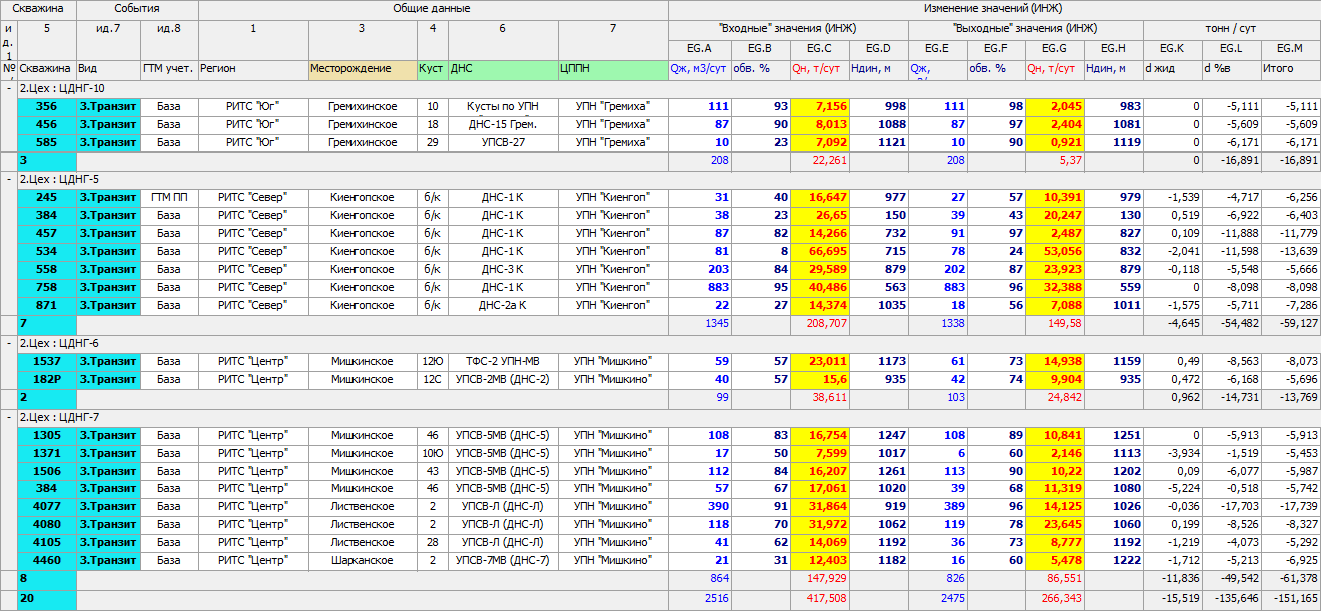 Скважина События Общие данные Изменение значений (ИНЖ)
и д. 1 5 ид.7 ид.8 1 3 4 6 7 "Входные" значения (ИНЖ) "Выходные" значения (ИНЖ) тонн / сут
EG.A EG.B EG.C EG.D EG.E EG.F EG.G EG.H EG.K EG.L EG.M
№ Скважина Вид ГТМ учет. Регион Месторождение Куст ДНС ЦППН Qж, м3/сут обв. % Qн, т/сут Ндин, м Qж, обв. % Qн, т/сут Ндин, м d жид d %в Итого
- 2.Цех : ЦДНГ-10
356 3.Транзит База РИТС "Юг" Гремихинское 10 Кусты по УПН УПН "Гремиха" 111 93 7,156 998 111 98 2,045 983 0 -5,111 -5,111
456 3.Транзит База РИТС "Юг" Гремихинское 18 ДНС-15 Грем. УПН "Гремиха" 87 90 8,013 1088 87 97 2,404 1081 0 -5,609 -5,609
585 3.Транзит База РИТС "Юг" Гремихинское 29 УПСВ-27 УПН "Гремиха" 10 23 7,092 1121 10 90 0,921 1119 0 -6,171 -6,171
3 208 22,261 208 5,37 0 -16,891 -16,891
- 2.Цех : ЦДНГ-5
245 3.Транзит ГТМ ПП РИТС "Север" Киенгопское б/к ДНС-1 К УПН "Киенгоп" 31 40 16,647 977 27 57 10,391 979 -1,539 -4,717 -6,256
384 3.Транзит База РИТС "Север" Киенгопское б/к ДНС-1 К УПН "Киенгоп" 38 23 26,65 150 39 43 20,247 130 0,519 -6,922 -6,403
457 3.Транзит База РИТС "Север" Киенгопское б/к ДНС-1 К УПН "Киенгоп" 87 82 14,266 732 91 97 2,487 827 0,109 -11,888 -11,779
534 3.Транзит База РИТС "Север" Киенгопское б/к ДНС-1 К УПН "Киенгоп" 81 8 66,695 715 78 24 53,056 832 -2,041 -11,598 -13,639
558 3.Транзит База РИТС "Север" Киенгопское б/к ДНС-3 К УПН "Киенгоп" 203 84 29,589 879 202 87 23,923 879 -0,118 -5,548 -5,666
758 3.Транзит База РИТС "Север" Киенгопское б/к ДНС-1 К УПН "Киенгоп" 883 95 40,486 563 883 96 32,388 559 0 -8,098 -8,098
871 3.Транзит База РИТС "Север" Киенгопское б/к ДНС-2а К УПН "Киенгоп" 22 27 14,374 1035 18 56 7,088 1011 -1,575 -5,711 -7,286
7 1345 208,707 1338 149,58 -4,645 -54,482 -59,127
- 2.Цех : ЦДНГ-6
1537 3.Транзит База РИТС "Центр" Мишкинское 12Ю ТФС-2 УПН-МВ УПН "Мишкино" 59 57 23,011 1173 61 73 14,938 1159 0,49 -8,563 -8,073
182Р 3.Транзит База РИТС "Центр" Мишкинское 12С УПСВ-2МВ (ДНС-2) УПН "Мишкино" 40 57 15,6 935 42 74 9,904 935 0,472 -6,168 -5,696
2 99 38,611 103 24,842 0,962 -14,731 -13,769
- 2.Цех : ЦДНГ-7
1305 3.Транзит База РИТС "Центр" Мишкинское 46 УПСВ-5МВ (ДНС-5) УПН "Мишкино" 108 83 16,754 1247 108 89 10,841 1251 0 -5,913 -5,913
1371 3.Транзит База РИТС "Центр" Мишкинское 10Ю УПСВ-5МВ (ДНС-5) УПН "Мишкино" 17 50 7,599 1017 6 60 2,146 1113 -3,934 -1,519 -5,453
1506 3.Транзит База РИТС "Центр" Мишкинское 43 УПСВ-5МВ (ДНС-5) УПН "Мишкино" 112 84 16,207 1261 113 90 10,22 1202 0,09 -6,077 -5,987
384 3.Транзит База РИТС "Центр" Мишкинское 46 УПСВ-5МВ (ДНС-5) УПН "Мишкино" 57 67 17,061 1020 39 68 11,319 1080 -5,224 -0,518 -5,742
4077 3.Транзит База РИТС "Центр" Лиственское 2 УПСВ-Л (ДНС-Л) УПН "Мишкино" 390 91 31,864 919 389 96 14,125 1026 -0,036 -17,703 -17,739
4080 3.Транзит База РИТС "Центр" Лиственское 2 УПСВ-Л (ДНС-Л) УПН "Мишкино" 118 70 31,972 1062 119 78 23,645 1060 0,199 -8,526 -8,327
4105 3.Транзит База РИТС "Центр" Лиственское 28 УПСВ-Л (ДНС-Л) УПН "Мишкино" 41 62 14,069 1192 36 73 8,777 1192 -1,219 -4,073 -5,292
4460 3.Транзит База РИТС "Центр" Шарканское 2 УПСВ-7МВ (ДНС-7) УПН "Мишкино" 21 31 12,403 1182 16 60 5,478 1222 -1,712 -5,213 -6,925
8 864 147,929 826 86,551 -11,836 -49,542 -61,378
20 2516 417,508 2475 266,343 -15,519 -135,646 -151,165